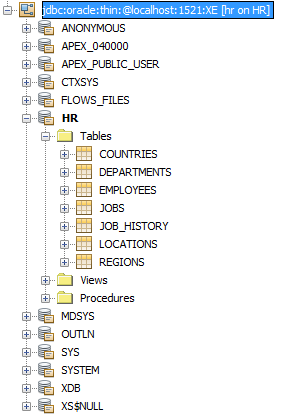 jdbc:oracle:thin:@localhost:1521:XE [hr on HR]
ANONYMOUS
APEX_040000
APEX_PUBLIC_USER
CTXSYS
FLOWS_FILES
HR
Tables
COUNTRIES
DEPARTMENTS
EMPLOYEES
JOBS
JOB_HISTORY
LOCATIONS
REGIONS
Views
Procedures
MDSYS
OUTLN
SYS
SYSTEM
XDB
XS$NULL